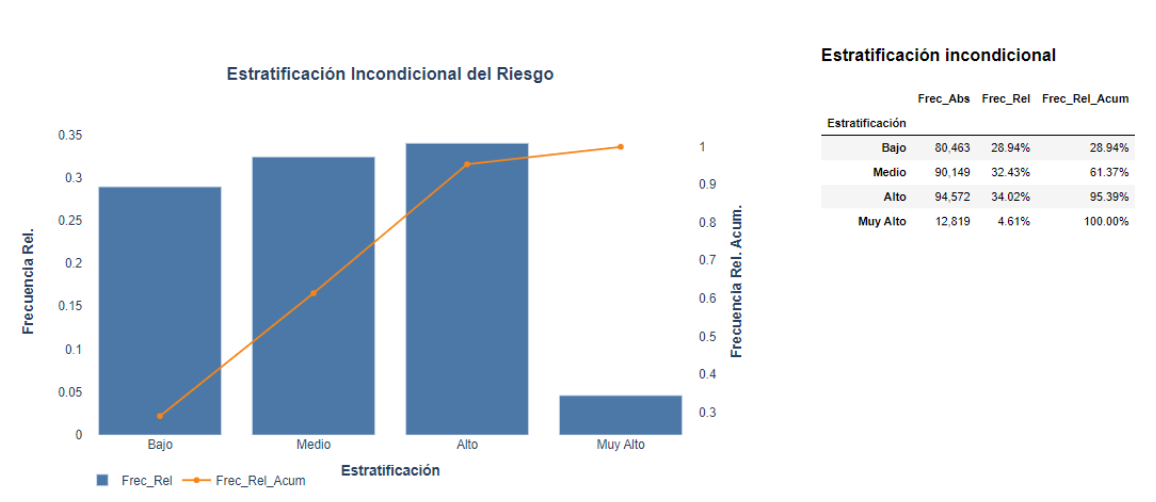 Estratificación Incondicional del Riesgo
Frecuencia Rel.
0.35
0.3
0.25
0.2
0.15
0.1
0.05
0
Bajo Medio Alto Muy Alto
Estratificación
1
0.9
0.8
0.7
0.6
0.5
0.4
0.3
Frecuencia Rel. Acum.
Frec_Rel Frec_Rel_Acum
Estratificación incondicional
Frec_Abs Frec_Rel Frec_Rel_Acum
Estratificación
Bajo 80,463 28.94% 28.94%
Medio 90,149 32.43% 61.37%
Alto 94,572 34.02% 95.39%
Muy Alto 12,819 4.61% 100.00%